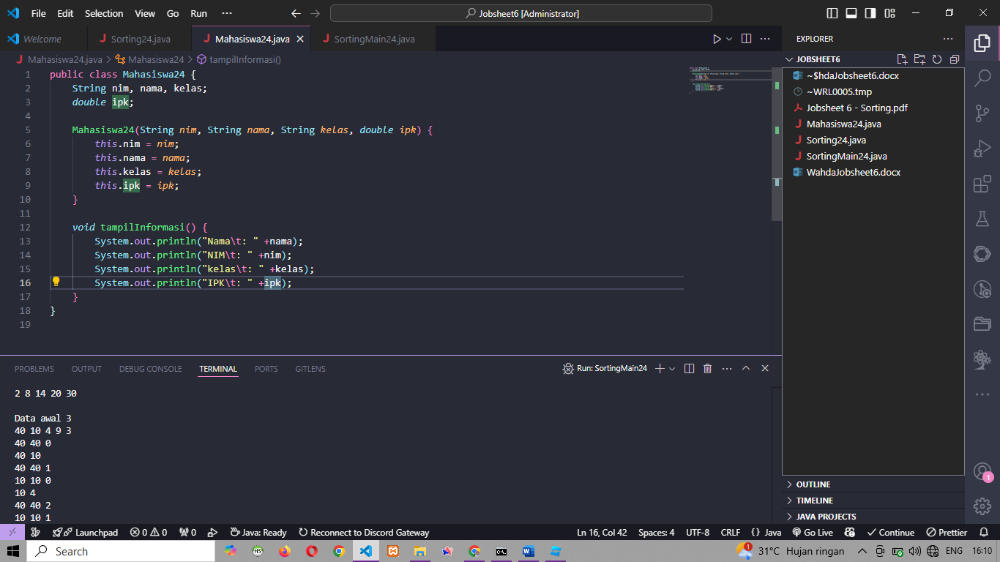 File Edit Selection View Go Run ··· Jobsheet6 [Administrator]
Welcome Sorting24.java Mahasiswa24.java SortingMain24.java
Mahasiswa24.java > Mahasiswa24 > tampilInformasi()
1 public class Mahasiswa24 {
2 String nim, nama, kelas;
3 double ipk;
4
5 Mahasiswa24(String nim, String nama, String kelas, double ipk) {
6 this.nim = nim;
7 this.nama = nama;
8 this.kelas = kelas;
9 this.ipk = ipk;
10 }
11
12 void tampilInformasi() {
13 System.out.println("Nama\t: " +nama);
14 System.out.println("NIM\t: " +nim);
15 System.out.println("kelas\t: " +kelas);
16 System.out.println("IPK\t: " +ipk);
17 }
18 }
19
EXPLORER
JOBSHEET6
~$hdaJobsheet6.docx
~WRL0005.tmp
Jobsheet 6 - Sorting.pdf
Mahasiswa24.java
Sorting24.java
SortingMain24.java
WahdaJobsheet6.docx
OUTLINE
TIMELINE
JAVA PROJECTS
PROBLEMS OUTPUT DEBUG CONSOLE TERMINAL PORTS GITLENS Run: SortingMain24
2 8 14 20 30
Data awal 3
40 10 4 9 3
40 40 0
40 10
40 40 1
10 10 0
10 4
40 40 2
10 10 1
1
Launchpad 0 0 0 Java: Ready Reconnect to Discord Gateway Ln 16, Col 42 Spaces: 4 UTF-8 CRLF {} Java Go Live Continue Prettier
Search 1 31°C Hujan ringan ENG 16:10